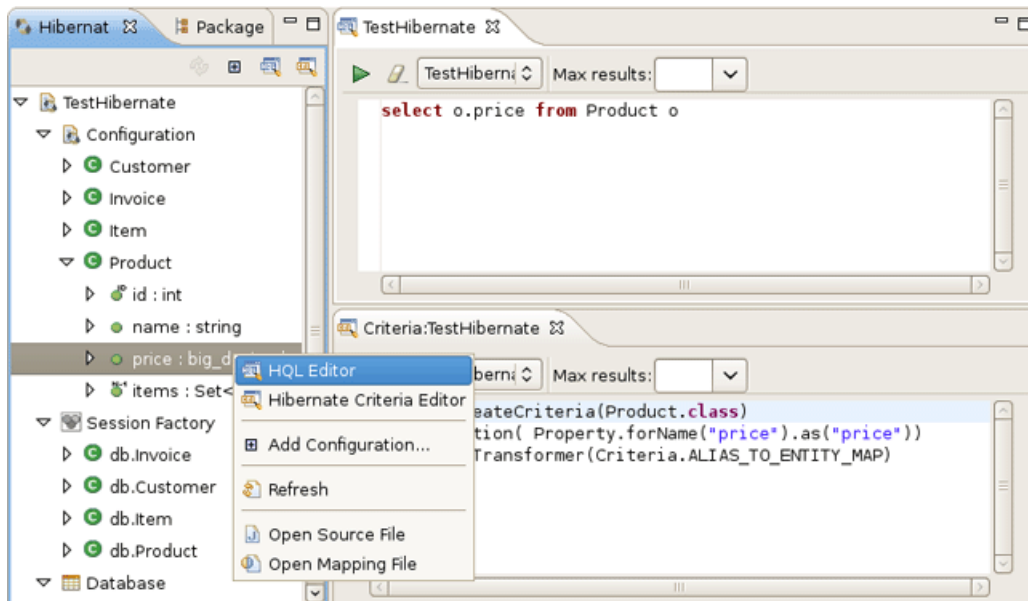 Hibernat
Package
TestHibernate
Configuration
Customer
Invoice
Item
Product
id : int
name : string
price :
items : Set<
Session Factory
db.Invoice
db.Customer
db.Item
db.Product
Database
HQL Editor
Hibernate Criteria Editor
Add Configuration...
Refresh
Open Source File
Open Mapping File
TestHibernate
TestHiberna Max results:
select o.price from Product o
Criteria:TestHibernate
berna Max results:
eateCriteria(Product.class)
tion( Property.forName("price").as("price"))
Transformer(Criteria.ALIAS_TO_ENTITY_MAP)